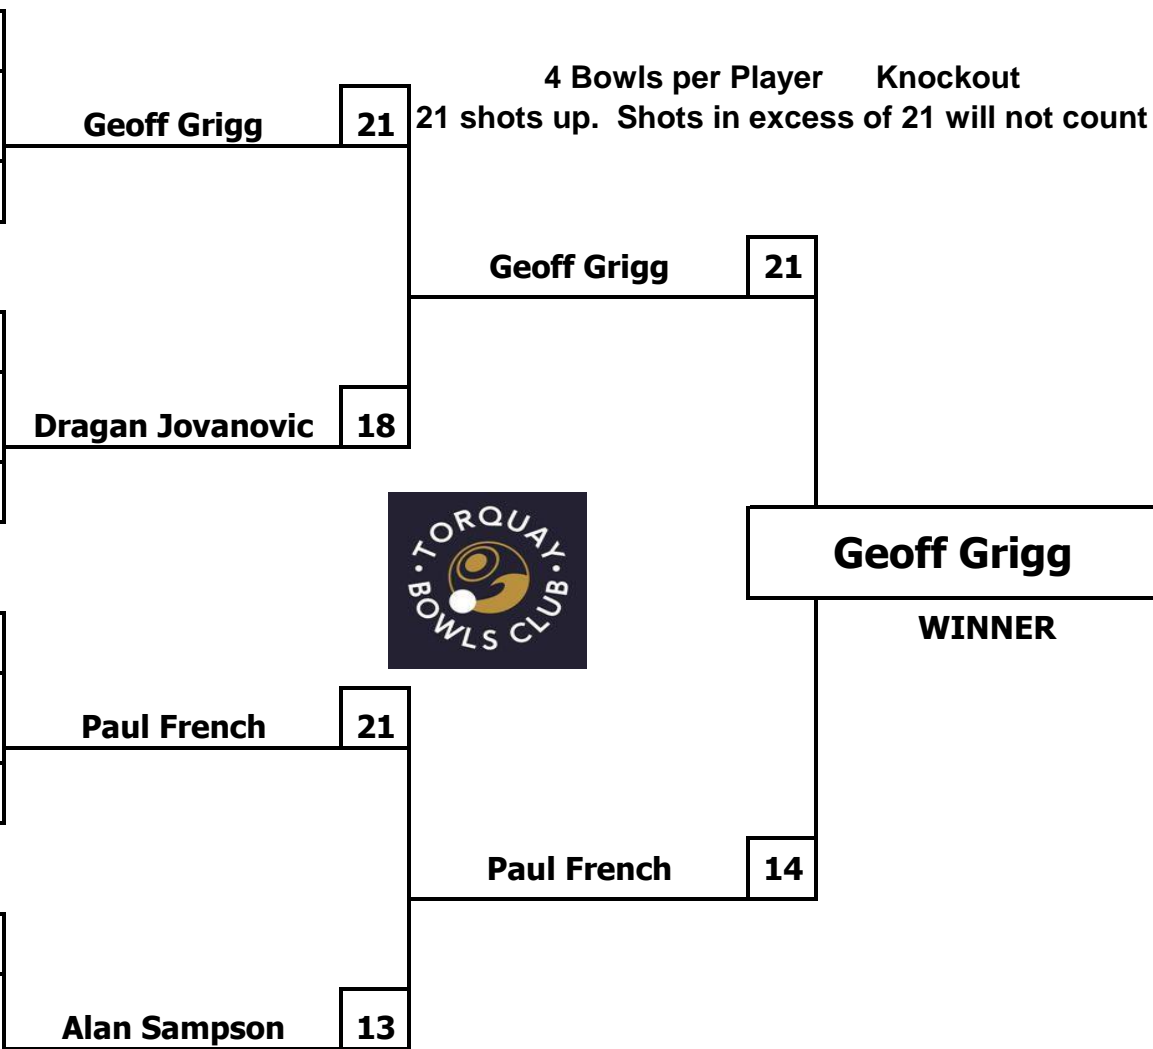 4 Bowls per Player Knockout
21 shots up. Shots in excess of 21 will not count
Geoff Grigg 21
Geoff Grigg 21
Dragan Jovanovic 18
TORQUAY
BOWLS CLUB
Geoff Grigg
WINNER
Paul French 21
Paul French 14
Alan Sampson 13